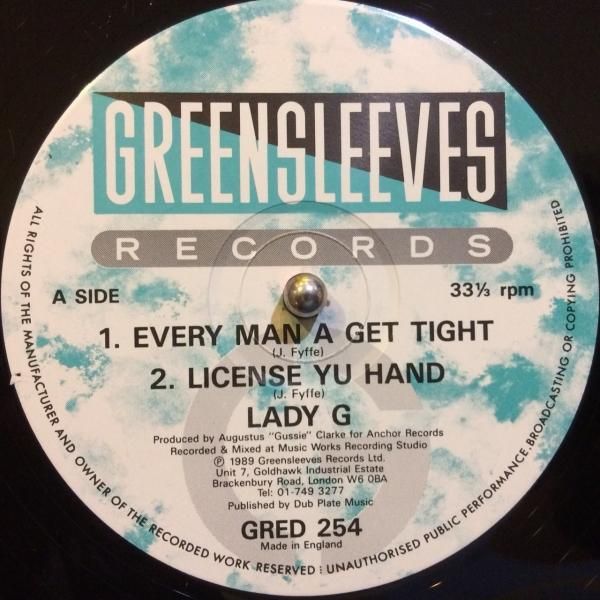 GREENSLEEVES
RECORDS
A SIDE
33⅓ rpm
1. EVERY MAN A GET TIGHT
(J. Fyffe)
2. LICENSE YU HAND
(J. Fyffe)
LADY G
Produced by Augustus "Gussie" Clarke for Anchor Records
Recorded & Mixed at Music Works Recording Studio
℗ 1989 Greensleeves Records Ltd.
Unit 7, Goldhawk Industrial Estate
Brackenbury Road, London W6 0BA
Tel: 01-749 3277
Published by Dub Plate Music
GRED 254
Made in England
ALL RIGHTS OF THE MANUFACTURER AND OWNER OF THE RECORDED WORK RESERVED : UNAUTHORISED PUBLIC PERFORMANCE, BROADCASTING OR COPYING PROHIBITED